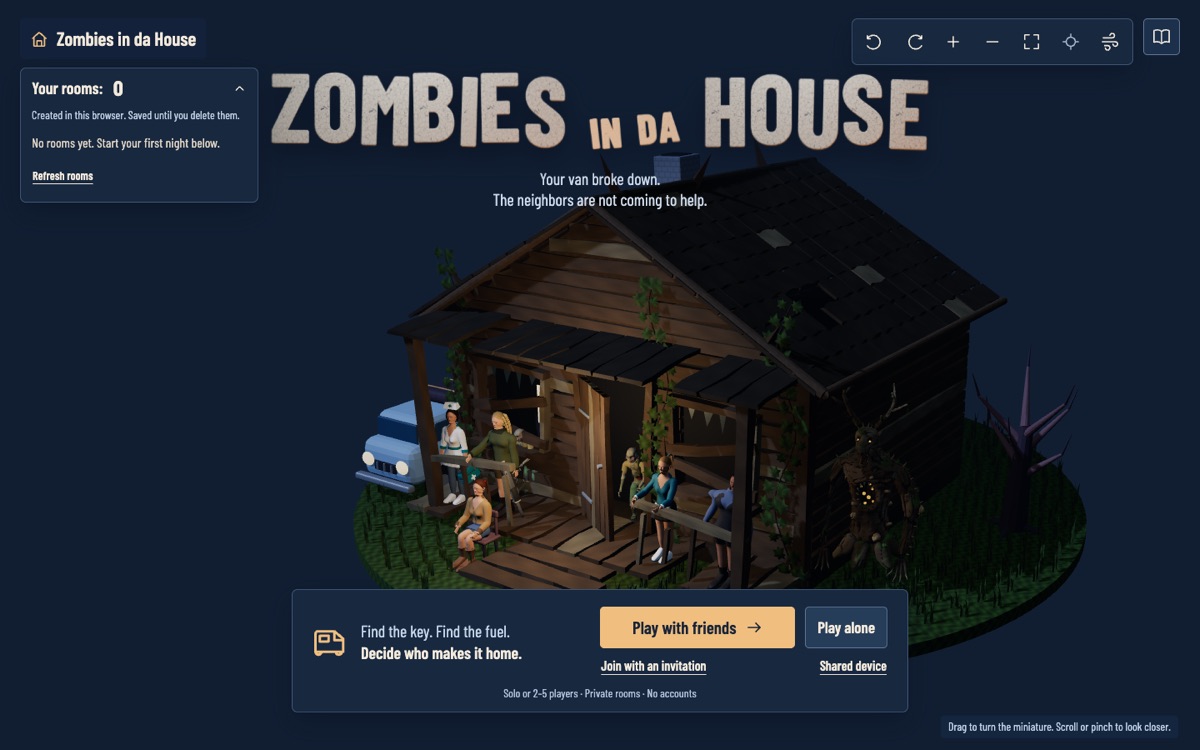 Zombies in da House
Your rooms: 0
Created in this browser. Saved until you delete them.
No rooms yet. Start your first night below.
Refresh rooms
ZOMBIES IN DA HOUSE
Your van broke down.
The neighbors are not coming to help.
Find the key. Find the fuel.
Decide who makes it home.
Play with friends →
Play alone
Join with an invitation
Shared device
Solo or 2–5 players · Private rooms · No accounts
Drag to turn the miniature. Scroll or pinch to look closer.